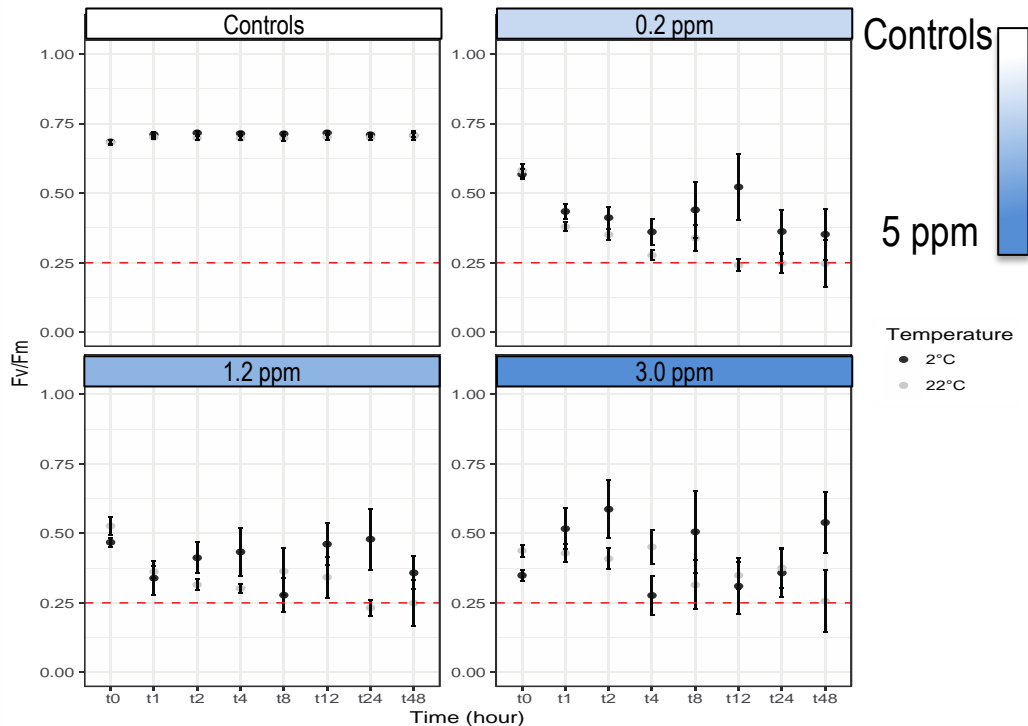 Controls
0.2 ppm
Controls
5 ppm
1.00
0.75
0.50
0.25
0.00
Fv/Fm
1.2 ppm
3.0 ppm
Temperature
2°C
22°C
1.00
0.75
0.50
0.25
0.00
1.00
0.75
0.50
0.25
0.00
1.00
0.75
0.50
0.25
0.00
t0 t1 t2 t4 t8 t12 t24 t48
t0 t1 t2 t4 t8 t12 t24 t48
Time (hour)